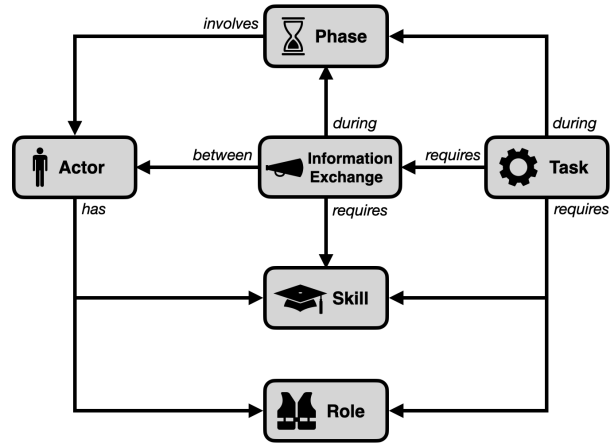 involves
Phase
during
during
Actor
between
Information
Exchange
requires
Task
has
requires
requires
Skill
Role